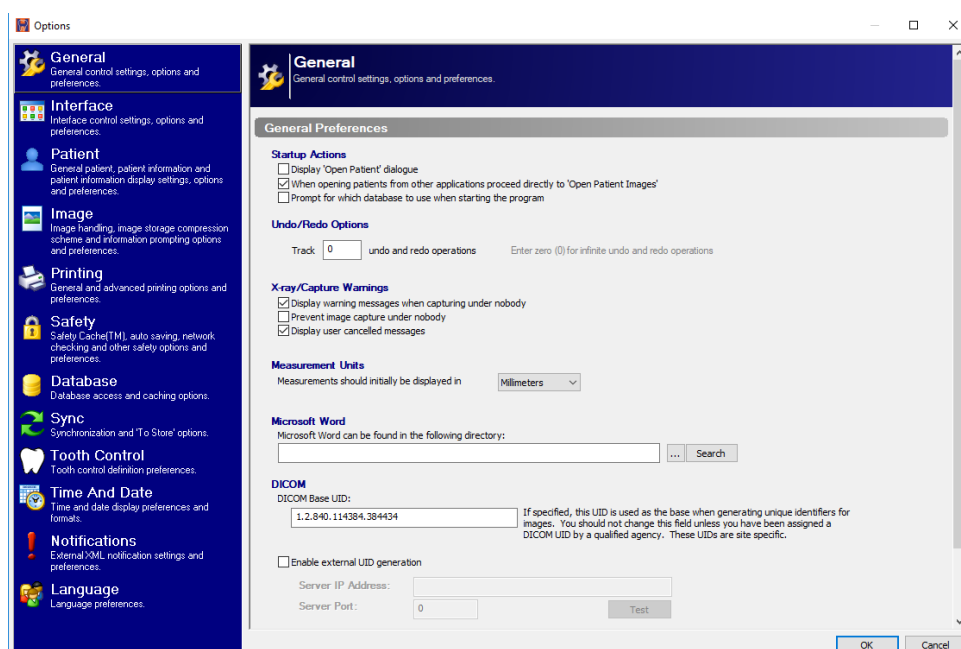 Options
General
General control settings, options and
preferences.
Interface
Interface control settings, options and
preferences.
Patient
General patient, patient information and
patient information display settings, options
and preferences.
Image
Image handling, image storage compression
scheme and information prompting options
and preferences.
Printing
General and advanced printing options and
preferences.
Safety
Safety Cache(TM), auto saving, network
checking and other safety options and
preferences.
Database
Database access and caching options.
Sync
Synchronization and 'To Store' options.
Tooth Control
Tooth control definition preferences.
Time And Date
Time and date display preferences and
formats.
Notifications
External XML notification settings and
preferences.
Language
Language preferences.
General
General control settings, options and preferences.
General Preferences
Startup Actions
Display 'Open Patient' dialogue
When opening patients from other applications proceed directly to 'Open Patient Images'
Prompt for which database to use when starting the program
Undo/Redo Options
Track 0 undo and redo operations Enter zero (0) for infinite undo and redo operations
X-ray/Capture Warnings
Display warning messages when capturing under nobody
Prevent image capture under nobody
Display user cancelled messages
Measurement Units
Measurements should initially be displayed in Milimeters
Microsoft Word
Microsoft Word can be found in the following directory:
... Search
DICOM
DICOM Base UID:
1.2.840.114384.384434
If specified, this UID is used as the base when generating unique identifiers for
images. You should not change this field unless you have been assigned a
DICOM UID by a qualified agency. These UIDs are site specific.
Enable external UID generation
Server IP Address:
Server Port: 0 Test
OK Cancel